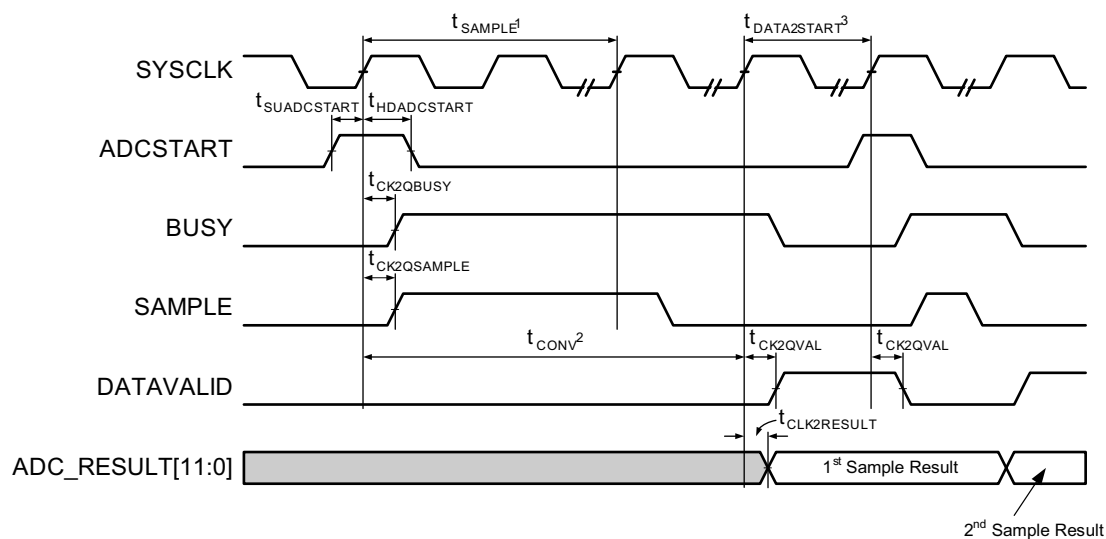 tSAMPLE1
tDATA2START3
SYSCLK
tSUADCSTART tHDADCSTART
ADCSTART
tCK2QBUSY
BUSY
tCK2QSAMPLE
SAMPLE
tCONV2
tCK2QVAL
tCK2QVAL
DATAVALID
tCLK2RESULT
ADC_RESULT[11:0]
1st Sample Result
2nd Sample Result